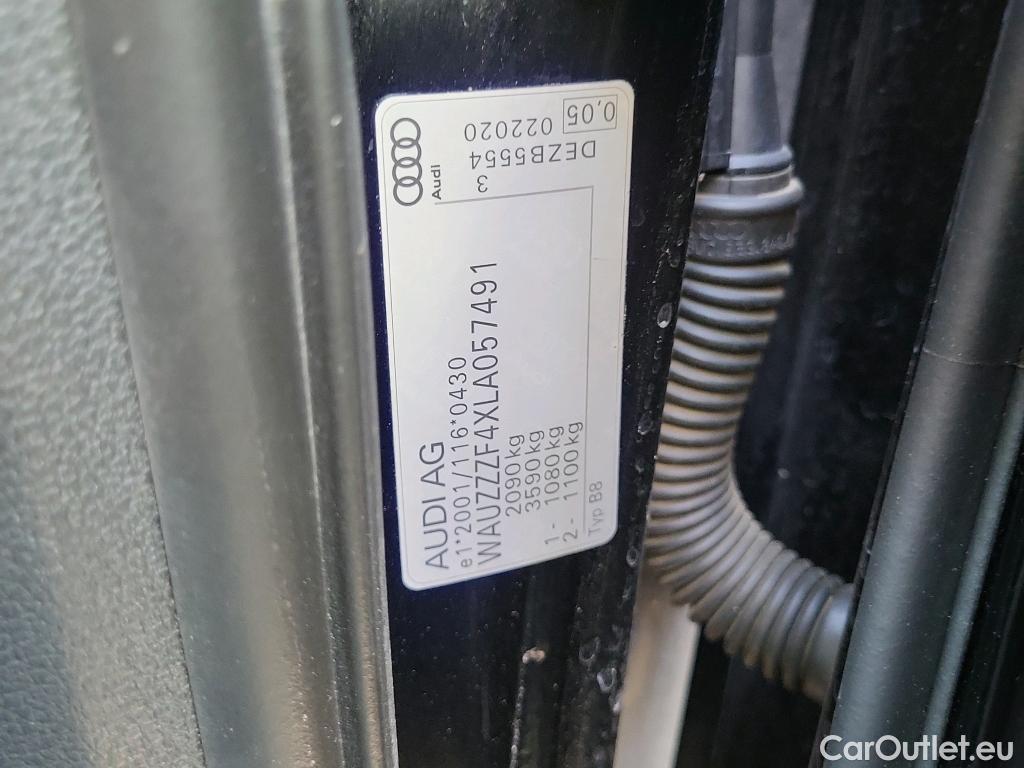 AUDI AG
e1*2001/116*0430
WAUZZZF4XLA057491
2090kg
3590kg
1- 1080kg
2- 1100kg
Typ B8
Audi
3
DEZB5554
022020
0,05
CarOutlet.eu